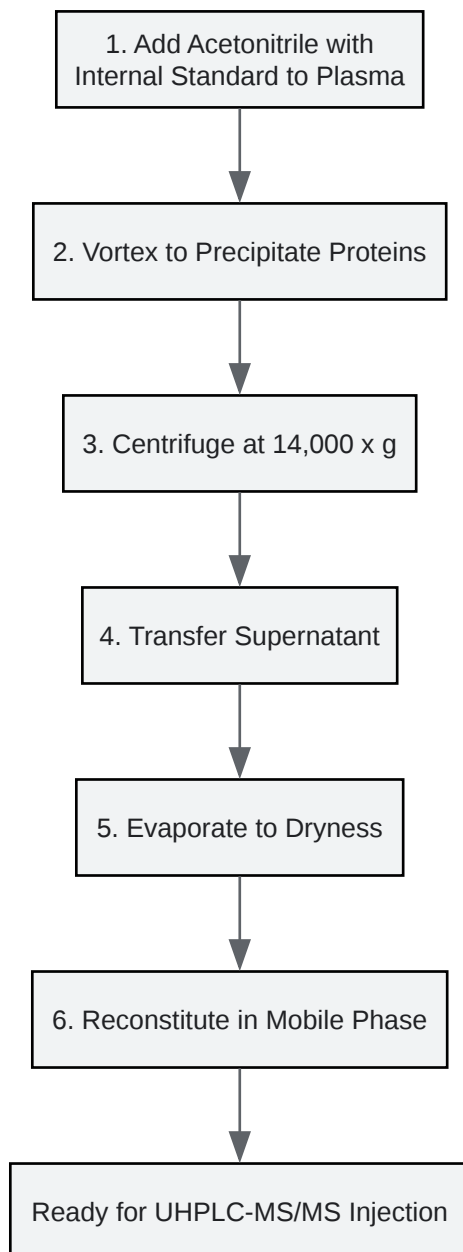 1. Add Acetonitrile with
Internal Standard to Plasma
2. Vortex to Precipitate Proteins
3. Centrifuge at 14,000 x g
4. Transfer Supernatant
5. Evaporate to Dryness
6. Reconstitute in Mobile Phase
Ready for UHPLC-MS/MS Injection